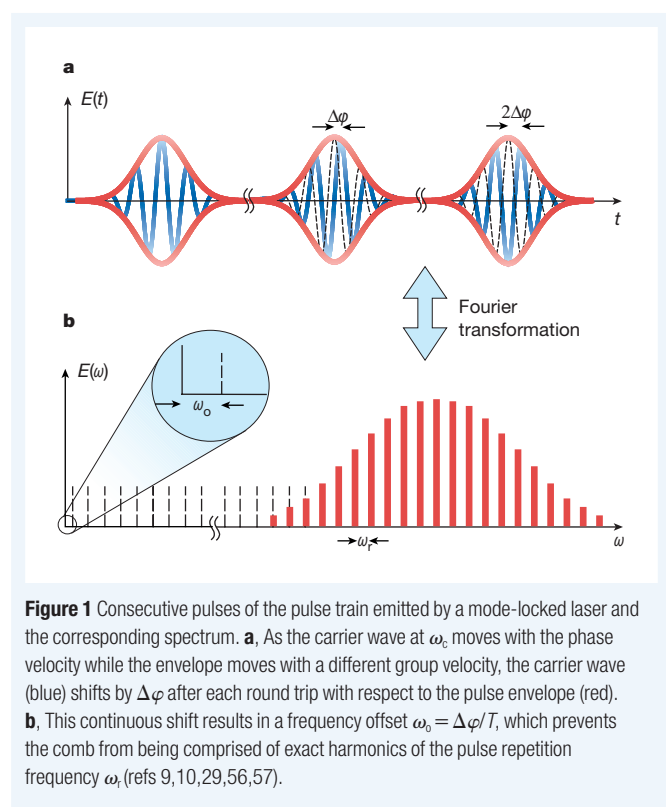 a
E(t)
Δφ
2Δφ
t
Fourier
transformation
b
E(ω)
ωo
ωr
ω
Figure 1 Consecutive pulses of the pulse train emitted by a mode-locked laser and
the corresponding spectrum. a, As the carrier wave at ωc moves with the phase
velocity while the envelope moves with a different group velocity, the carrier wave
(blue) shifts by Δφ after each round trip with respect to the pulse envelope (red).
b, This continuous shift results in a frequency offset ωo = Δφ/T, which prevents
the comb from being comprised of exact harmonics of the pulse repetition
frequency ωr (refs 9,10,29,56,57).